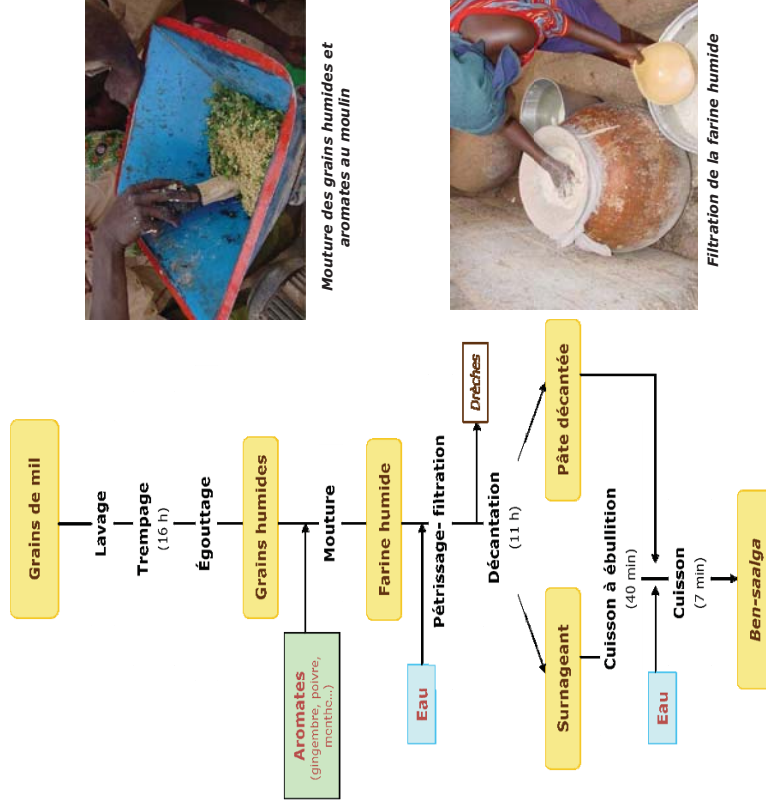 Grains de mil
Lavage
Trempage
(16 h)
Égouttage
Grains humides
Aromates
(gingembre, poivre,
menthe...)
Mouture
Farine humide
Eau
Pétrissage- filtration
Drêches
Décantation
(11 h)
Surnageant
Pâte décantée
Cuisson à ébullition
(40 min)
Eau
Cuisson
(7 min)
Ben-saalga
Mouture des grains humides et
aromates au moulin
Filtration de la farine humide